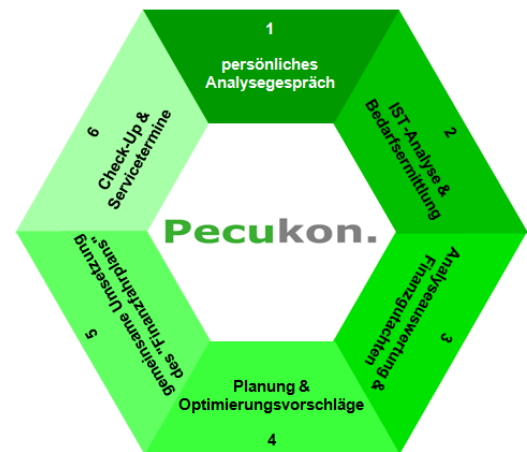 1
persönliches
Analysegespräch
2
IST-Analyse &
Bedarfsermittlung
3
Analyseauswertung &
Finanzgutachten
Planung &
Optimierungsvorschläge
4
5
gemeinsame Umsetzung
des "Finanzfahrplans"
6
Check-Up &
Servicetermine
Pecukon.